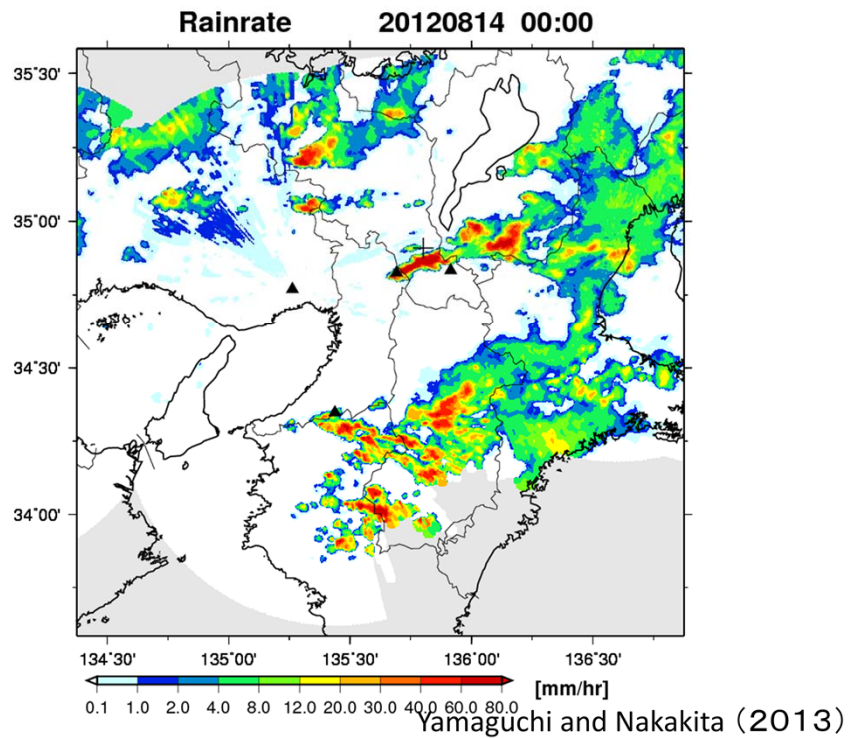 Rainrate 20120814 00:00
35˚30'
35˚00'
34˚30'
34˚00'
134˚30' 135˚00' 135˚30' 136˚00' 136˚30'
0.1 1.0 2.0 4.0 8.0 12.0 20.0 30.0 40.0 60.0 80.0
[mm/hr]
Yamaguchi and Nakakita（2013）